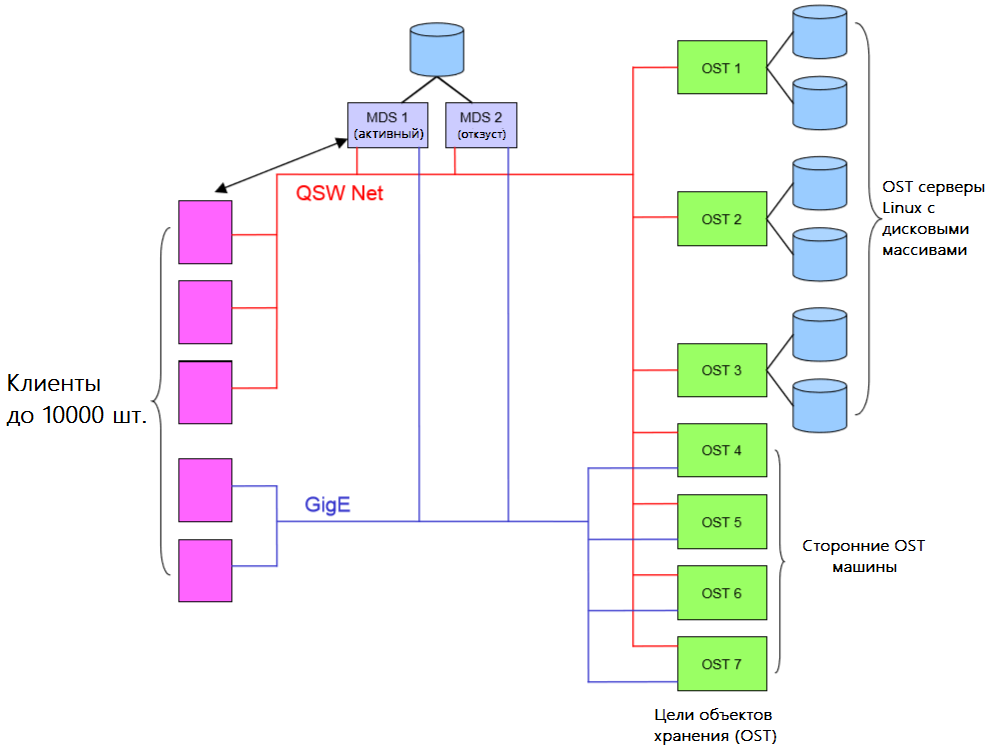 MDS 1
(активный)
MDS 2
(откзуст)
QSW Net
OST 1
OST 2
OST серверы
Linux с
дисковыми
массивами
OST 3
Клиенты
до 10000 шт.
OST 4
GigE
OST 5
Сторонние OST
машины
OST 6
OST 7
Цели объектов
хранения (OST)